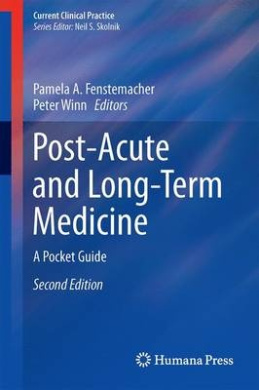 Current Clinical Practice
Series Editor: Neil S. Skolnik
Pamela A. Fenstemacher
Peter Winn Editors
Post-Acute
and Long-Term
Medicine
A Pocket Guide
Second Edition
Humana Press